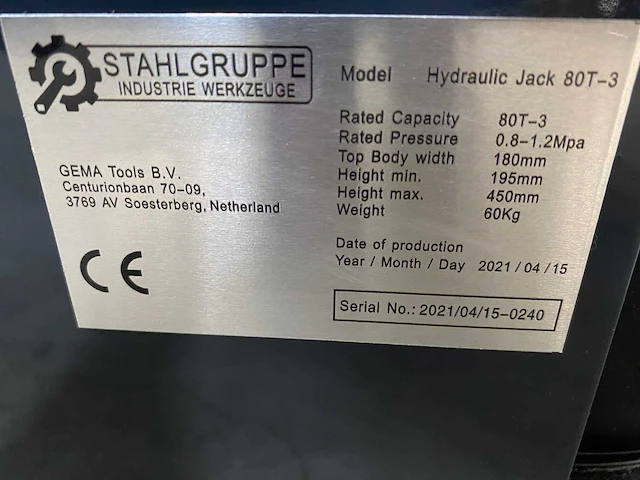 STAHLGRUPPE
INDUSTRIE WERKZEUGE
GEMA Tools B.V.
Centurionbaan 70-09,
3769 AV Soesterberg, Netherland
CE
Model Hydraulic Jack 80T-3
Rated Capacity 80T-3
Rated Pressure 0.8-1.2Mpa
Top Body width 180mm
Height min. 195mm
Height max. 450mm
Weight 60Kg
Date of production
Year / Month / Day 2021/04/15
Serial No.: 2021/04/15-0240